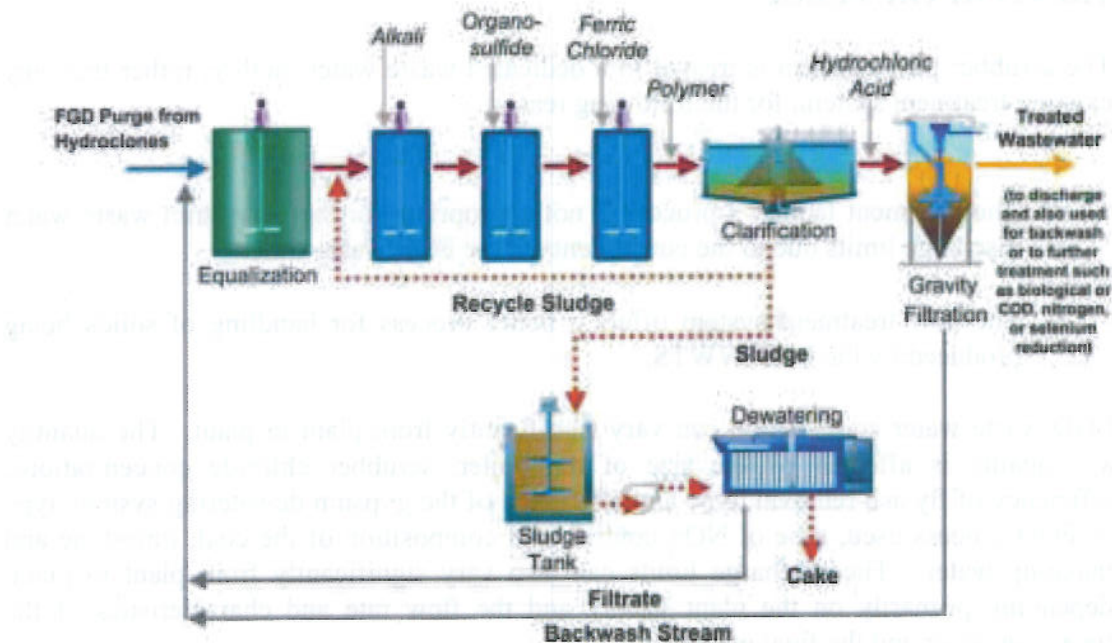 Alkali
Organo-
sulfide
Ferric
Chloride
Polymer
Hydrochloric
Acid
FGD Purge from
Hydroclones
Treated
Wastewater
(to discharge
and also used
for backwash
or to further
treatment such
as biological or
COD, nitrogen,
or selenium
reduction)
Equalization
Clarification
Gravity
Filtration
Recycle Sludge
Sludge
Dewatering
Sludge
Tank
Cake
Filtrate
Backwash Stream